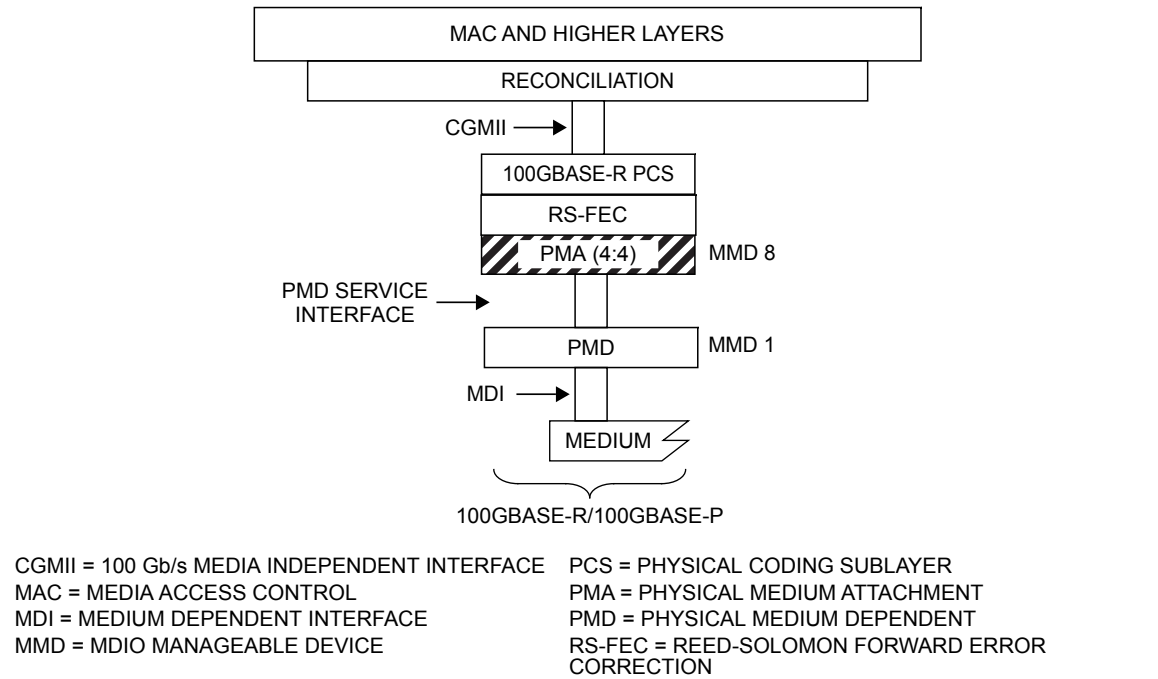 MAC AND HIGHER LAYERS
RECONCILIATION
CGMII
100GBASE-R PCS
RS-FEC
PMA (4:4)
MMD 8
PMD SERVICE
INTERFACE
PMD
MMD 1
MDI
MEDIUM
100GBASE-R/100GBASE-P
CGMII = 100 Gb/s MEDIA INDEPENDENT INTERFACE
MAC = MEDIA ACCESS CONTROL
MDI = MEDIUM DEPENDENT INTERFACE
MMD = MDIO MANAGEABLE DEVICE
PCS = PHYSICAL CODING SUBLAYER
PMA = PHYSICAL MEDIUM ATTACHMENT
PMD = PHYSICAL MEDIUM DEPENDENT
RS-FEC = REED-SOLOMON FORWARD ERROR
CORRECTION